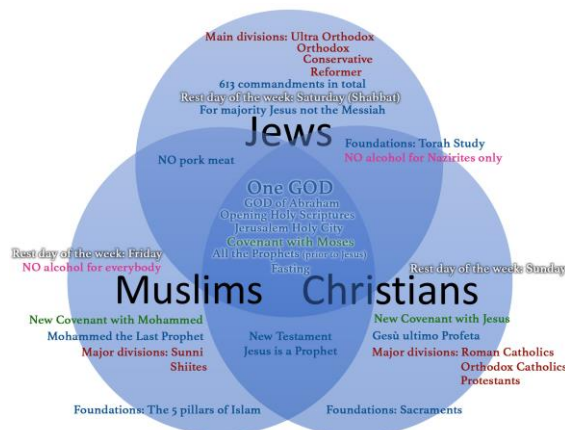 Main divisions: Ultra Orthodox
Orthodox
Conservative
Reformer
613 commandments in total
Rest day of the week: Saturday (Shabbat)
For majority Jesus not the Messiah
Jews
Foundations: Torah Study
NO alcohol for Nazirites only
NO pork meat
One GOD
GOD of Abraham
Opening Holy Scriptures
Jerusalem Holy City
Covenant with Moses
All the Prophets (prior to Jesus)
Fasting
Rest day of the week: Friday
NO alcohol for everybody
Muslims
New Covenant with Mohammed
Mohammed the Last Prophet
Major divisions: Sunni
Shiites
Foundations: The 5 pillars of Islam
New Testament
Jesus is a Prophet
Rest day of the week: Sunday
Christians
New Covenant with Jesus
Gesù ultimo Profeta
Major divisions: Roman Catholics
Orthodox Catholics
Protestants
Foundations: Sacraments